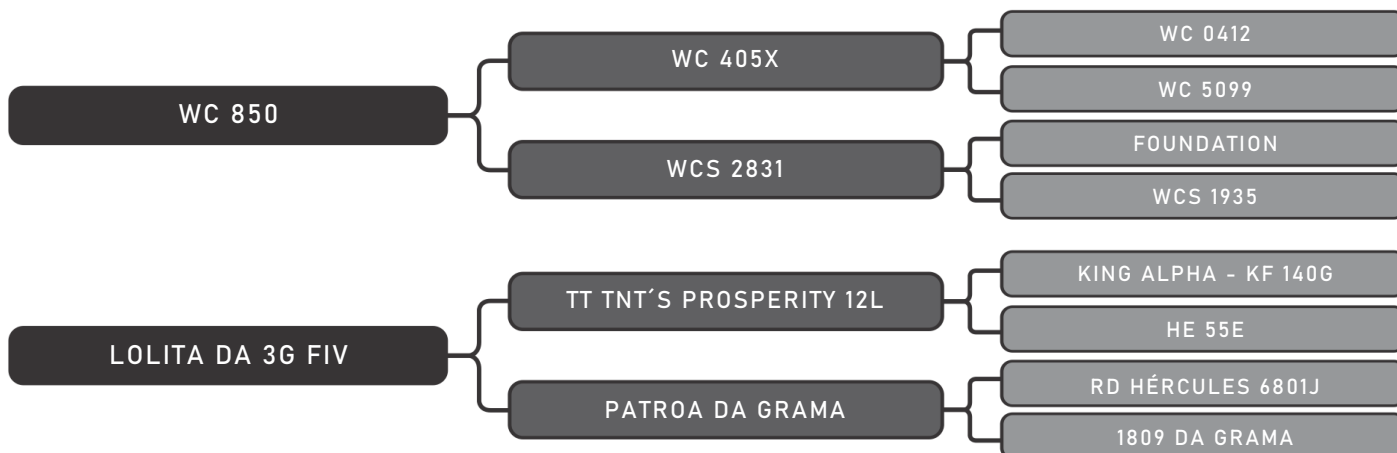 WC 850
WC 405X
WC 0412
WC 5099
WCS 2831
FOUNDATION
WCS 1935
LOLITA DA 3G FIV
TT TNT´S PROSPERITY 12L
KING ALPHA - KF 140G
HE 55E
PATROA DA GRAMA
RD HÉRCULES 6801J
1809 DA GRAMA